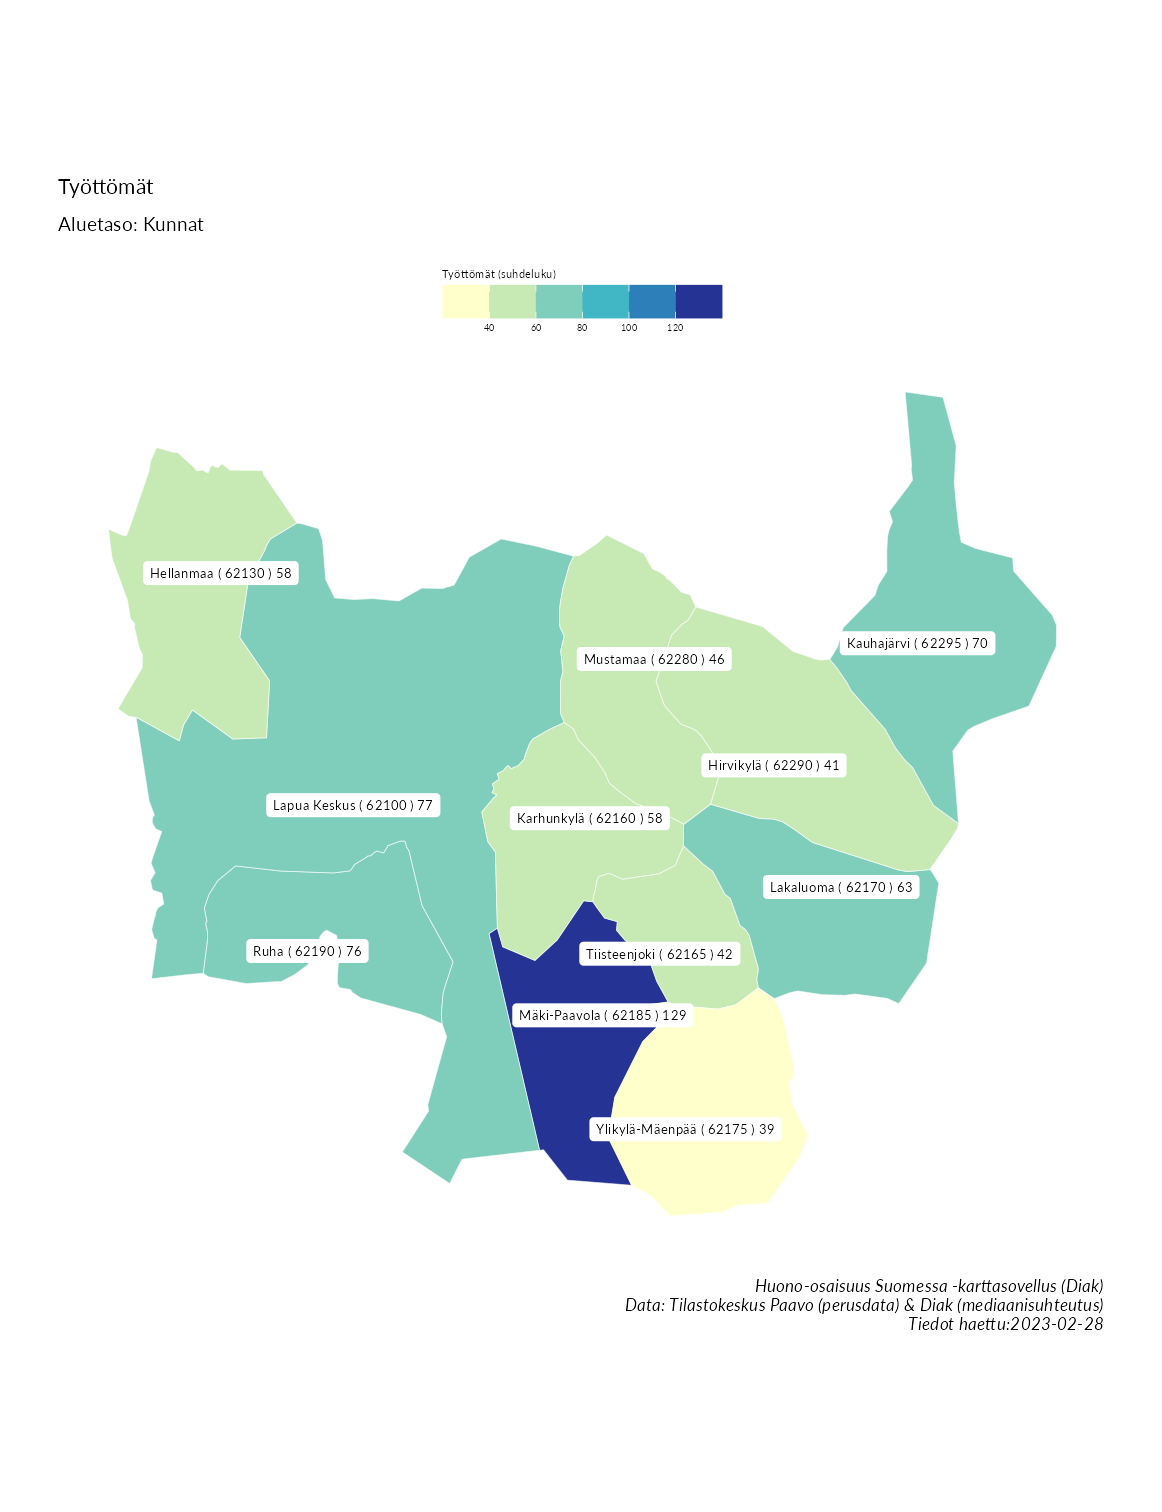 Työttömät
Aluetaso: Kunnat
Työttömät (suhdeluku)
40 60 80 100 120
Hellanmaa ( 62130 ) 58
Kauhajärvi ( 62295 ) 70
Mustamaa ( 62280 ) 46
Hirvikylä ( 62290 ) 41
Lapua Keskus ( 62100 ) 77
Karhunkylä ( 62160 ) 58
Lakaluoma ( 62170 ) 63
Ruha ( 62190 ) 76
Tiisteenjoki ( 62165 ) 42
Mäki-Paavola ( 62185 ) 129
Ylikylä-Mäenpää ( 62175 ) 39
Huono-osaisuus Suomessa -karttasovellus (Diak)
Data: Tilastokeskus Paavo (perusdata) & Diak (mediaanisuhteutus)
Tiedot haettu:2023-02-28